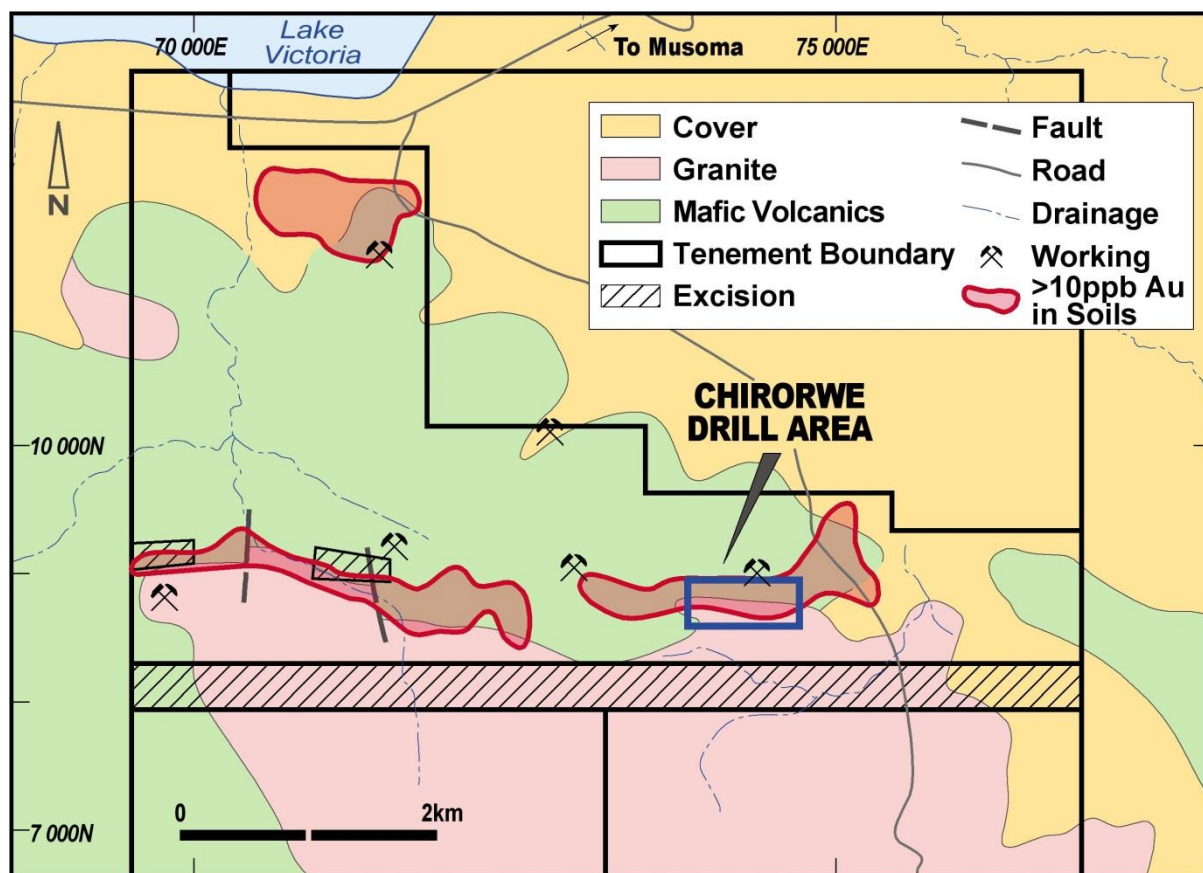 Lake
Victoria
70 000E
To Musoma
75 000E
N
Cover
Granite
Mafic Volcanics
Tenement Boundary
Excision
Fault
Road
Drainage
Working
>10ppb Au
in Soils
CHIRORWE
DRILL AREA
10 000N
7 000N
0
2km